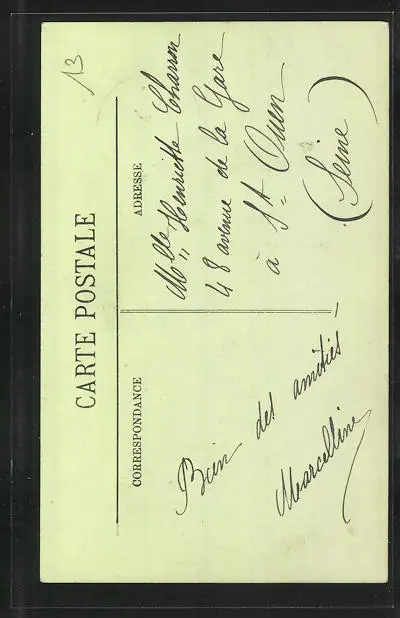 13
CARTE POSTALE
CORRESPONDANCE
Bien des amitiés
Marcelline
ADRESSE
Mlle Henriette Charron
48 avenue de la Gare
à St Ouen
(Seine)